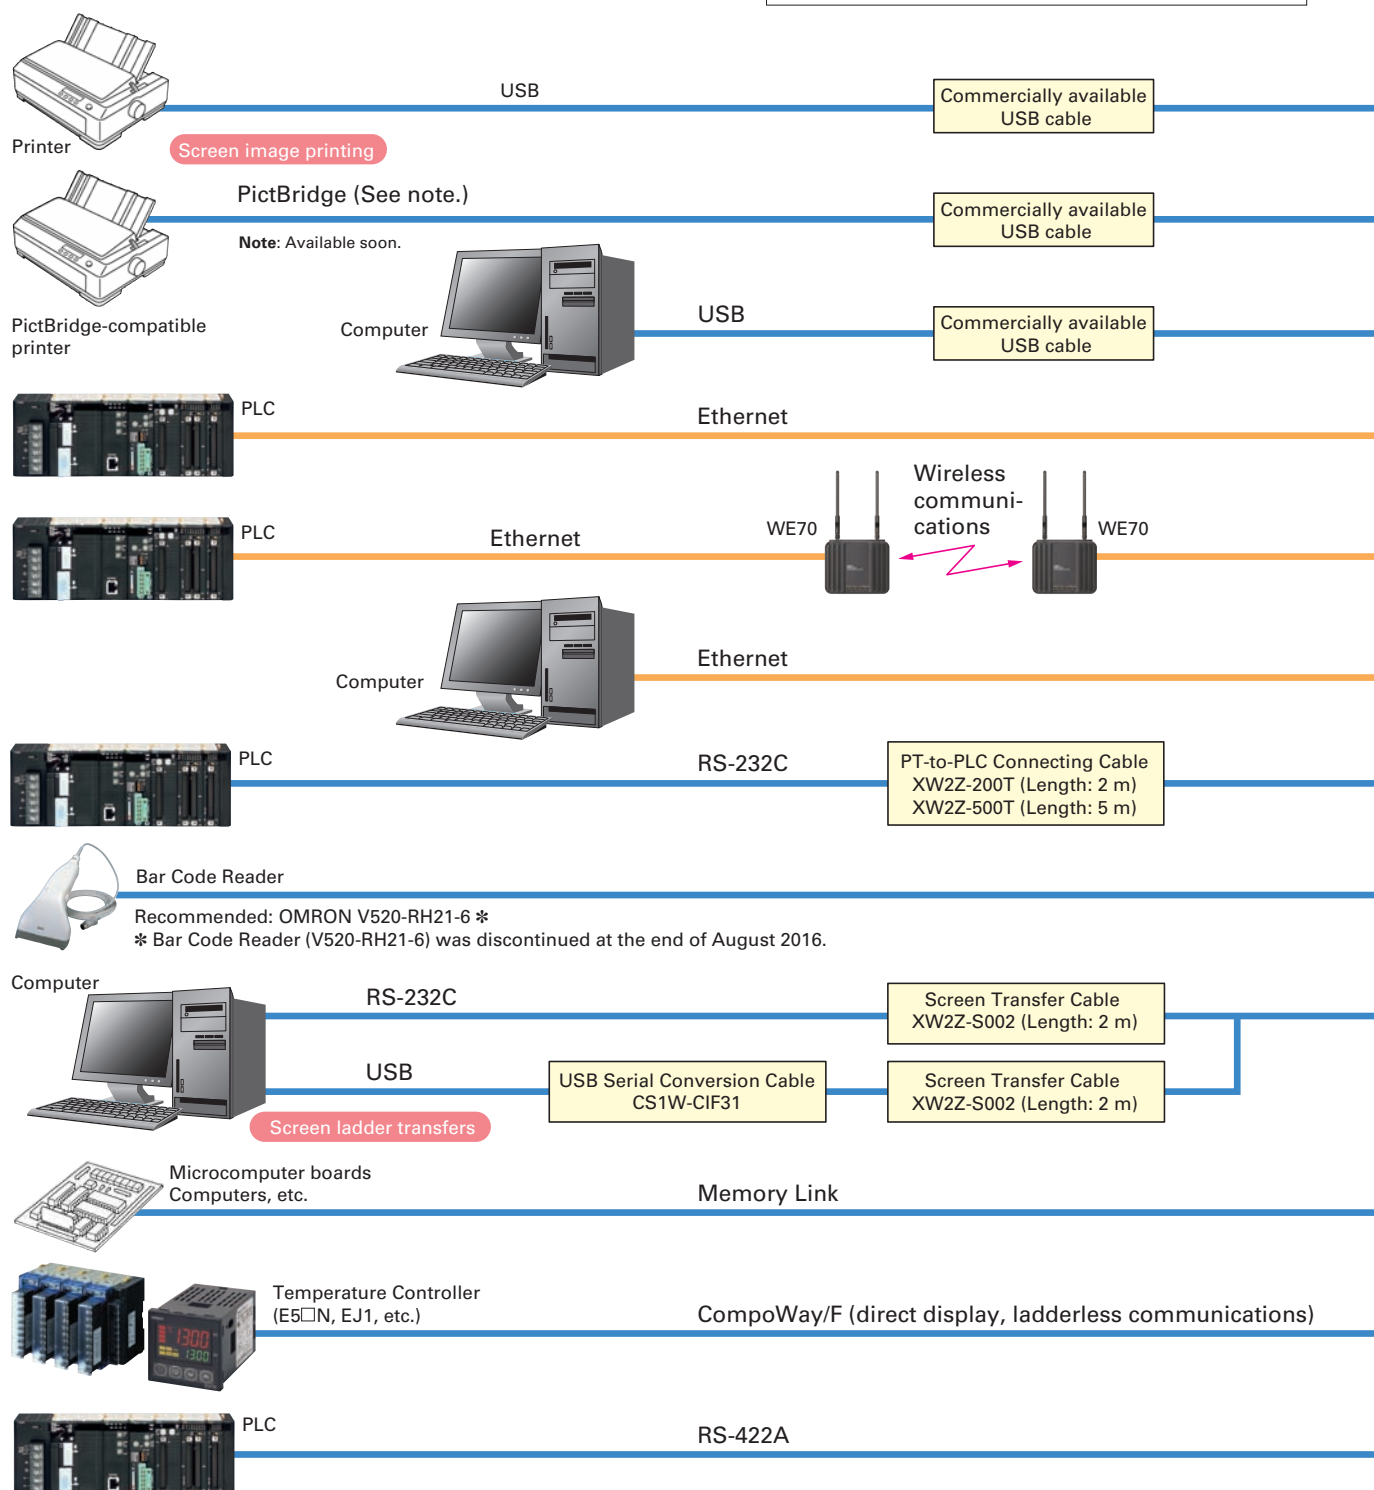 USB
Commercially available
USB cable
Printer
Screen image printing
PictBridge (See note.)
Commercially available
USB cable
Note: Available soon.
PictBridge-compatible
printer
Computer
USB
Commercially available
USB cable
PLC
Ethernet
Wireless
communi-
cations
PLC
Ethernet
WE70
WE70
Computer
Ethernet
PLC
RS-232C
PT-to-PLC Connecting Cable
XW2Z-200T (Length: 2 m)
XW2Z-500T (Length: 5 m)
Bar Code Reader
Recommended: OMRON V520-RH21-6 ✽
✽ Bar Code Reader (V520-RH21-6) was discontinued at the end of August 2016.
Computer
RS-232C
Screen Transfer Cable
XW2Z-S002 (Length: 2 m)
USB
USB Serial Conversion Cable
CS1W-CIF31
Screen Transfer Cable
XW2Z-S002 (Length: 2 m)
Screen ladder transfers
Microcomputer boards
Computers, etc.
Memory Link
Temperature Controller
(E5□N, EJ1, etc.)
CompoWay/F (direct display, ladderless communications)
1300
1300
PLC
RS-422A